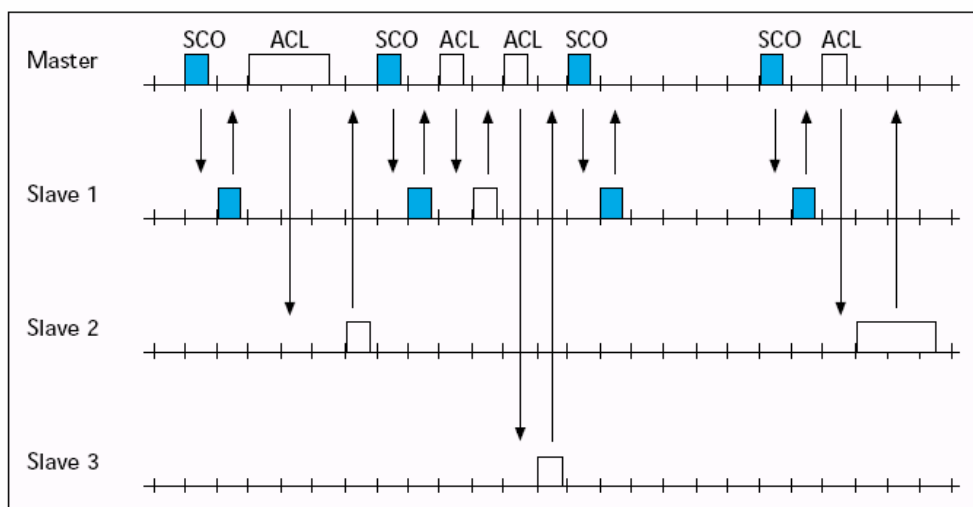 SCO ACL SCO ACL ACL SCO SCO ACL
Master
Slave 1
Slave 2
Slave 3